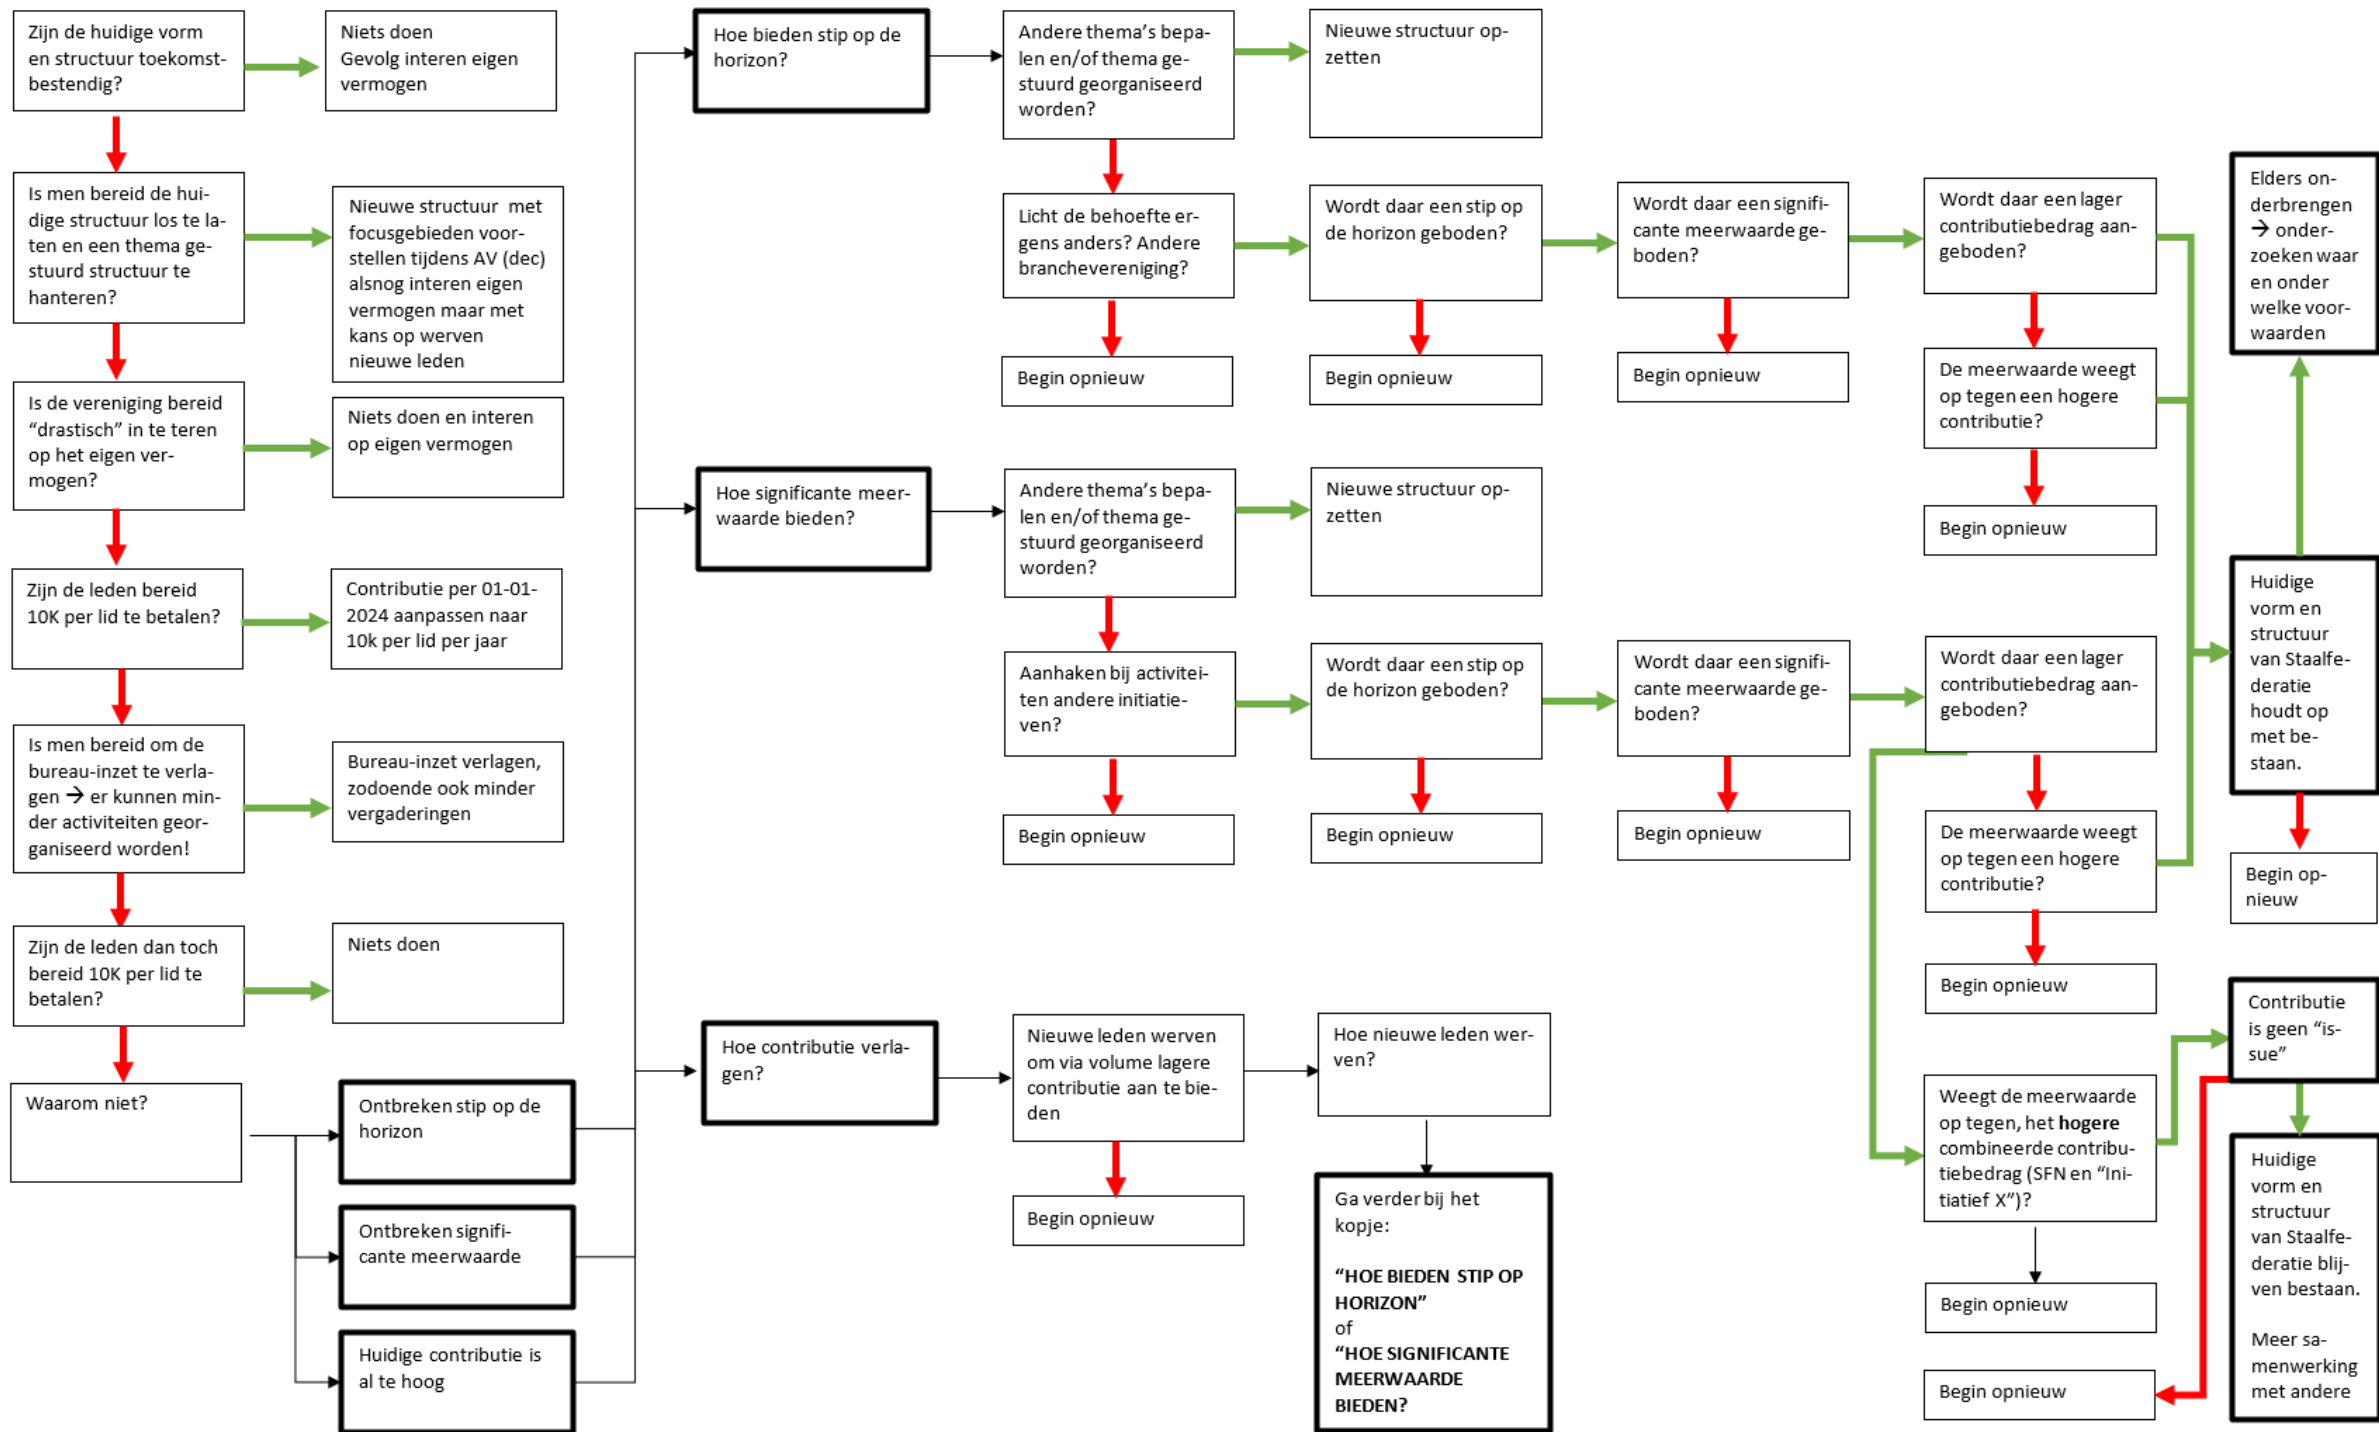 Zijn de huidige vorm
en structuur toekomst-
bestendig?
Niets doen
Gevolg interen eigen
vermogen
Is men bereid de hui-
dige structuur los te la-
ten en een thema ge-
stuurd structuur te
hanteren?
Nieuwe structuur met
focusgebieden voor-
stellen tijdens AV (dec)
alsnog interen eigen
vermogen maar met
kans op werven
nieuwe leden
Is de vereniging bereid
“drastisch” in te teren
op het eigen ver-
mogen?
Niets doen en interen
op eigen vermogen
Zijn de leden bereid
10K per lid te betalen?
Contributie per 01-01-
2024 aanpassen naar
10k per lid per jaar
Is men bereid om de
bureau-inzet te verla-
gen → er kunnen min-
der activiteiten geor-
ganiseerd worden!
Bureau-inzet verlagen,
zodoende ook minder
vergaderingen
Zijn de leden dan toch
bereid 10K per lid te
betalen?
Niets doen
Waarom niet?
Ontbreken stip op de
horizon
Ontbreken signifi-
cante meerwaarde
Huidige contributie is
al te hoog
Hoe bieden stip op de
horizon?
Andere thema’s bepa-
len en/of thema ge-
stuurd georganiseerd
worden?
Nieuwe structuur op-
zetten
Licht de behoefte er-
gens anders? Andere
branchevereniging?
Wordt daar een stip op
de horizon geboden?
Wordt daar een signifi-
cante meerwaarde ge-
boden?
Wordt daar een lager
contributiebedrag aan-
geboden?
Begin opnieuw
Begin opnieuw
Begin opnieuw
De meerwaarde weegt
op tegen een hogere
contributie?
Begin opnieuw
Hoe significante meer-
waarde bieden?
Andere thema’s bepa-
len en/of thema ge-
stuurd georganiseerd
worden?
Nieuwe structuur op-
zetten
Aanhaken bij activitei-
ten andere initiatie-
ven?
Wordt daar een stip op
de horizon geboden?
Wordt daar een signifi-
cante meerwaarde ge-
boden?
Wordt daar een lager
contributiebedrag aan-
geboden?
Begin opnieuw
Begin opnieuw
Begin opnieuw
De meerwaarde weegt
op tegen een hogere
contributie?
Begin opnieuw
Hoe contributie verla-
gen?
Nieuwe leden werven
om via volume lagere
contributie aan te bie-
den
Hoe nieuwe leden wer-
ven?
Begin opnieuw
Ga verder bij het
kopje:
“HOE BIEDEN STIP OP
HORIZON”
of
“HOE SIGNIFICANTE
MEERWAARDE
BIEDEN?
Weegt de meerwaarde
op tegen, het hogere
combineerde contribu-
tiebedrag (SFN en “Ini-
tiatief X”)?
Begin opnieuw
Begin opnieuw
Elders on-
derbrengen
→ onder-
zoeken waar
en onder
welke voor-
waarden
Huidige
vorm en
structuur
van Staalfe-
deratie
houdt op
met be-
staan.
Begin op-
nieuw
Contributie
is geen “is-
sue”
Huidige
vorm en
structuur
van Staalfe-
deratie blij-
ven bestaan.
Meer sa-
menwerking
met andere